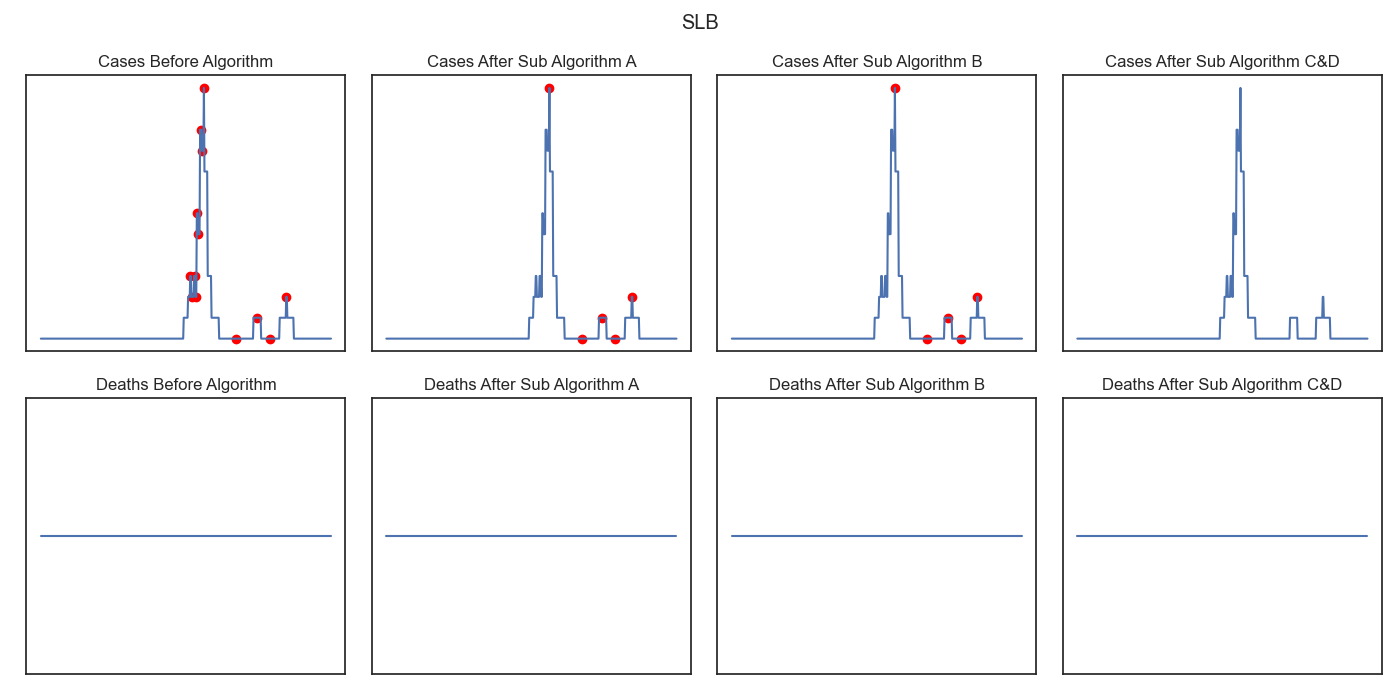 SLB
Cases Before Algorithm
Cases After Sub Algorithm A
Cases After Sub Algorithm B
Cases After Sub Algorithm C&D
Deaths Before Algorithm
Deaths After Sub Algorithm A
Deaths After Sub Algorithm B
Deaths After Sub Algorithm C&D